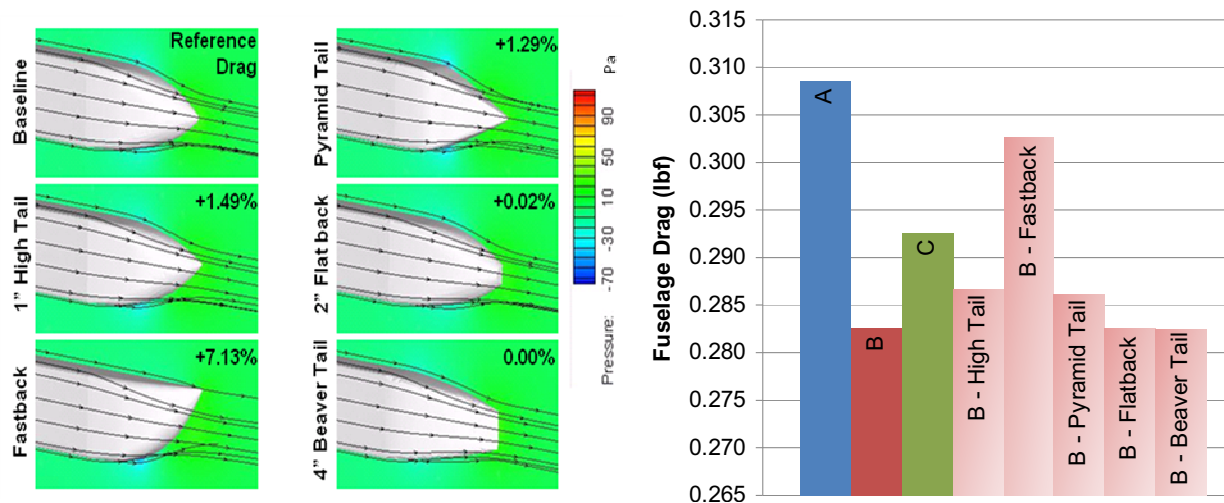 Baseline
Reference
Drag
Pyramid Tail
+1.29%
1" High Tail
+1.49%
2" Flat back
+0.02%
Fastback
+7.13%
4" Beaver Tail
0.00%
Pressure: -70 -30 10 50 90 Pa
Fuselage Drag (lbf)
0.315
0.310
0.305
0.300
0.295
0.290
0.285
0.280
0.275
0.270
0.265
A
B
C
B - High Tail
B - Fastback
B - Pyramid Tail
B - Flatback
B - Beaver Tail